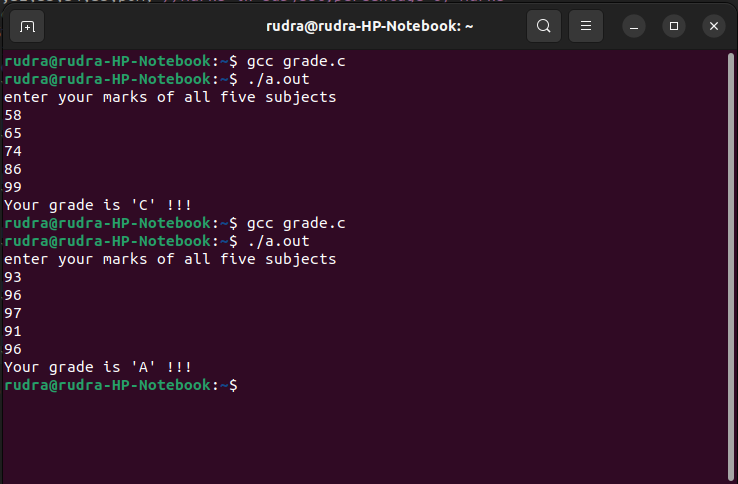 rudra@rudra-HP-Notebook: ~
rudra@rudra-HP-Notebook:~$ gcc grade.c
rudra@rudra-HP-Notebook:~$ ./a.out
enter your marks of all five subjects
58
65
74
86
99
Your grade is 'C' !!!
rudra@rudra-HP-Notebook:~$ gcc grade.c
rudra@rudra-HP-Notebook:~$ ./a.out
enter your marks of all five subjects
93
96
97
91
96
Your grade is 'A' !!!
rudra@rudra-HP-Notebook:~$